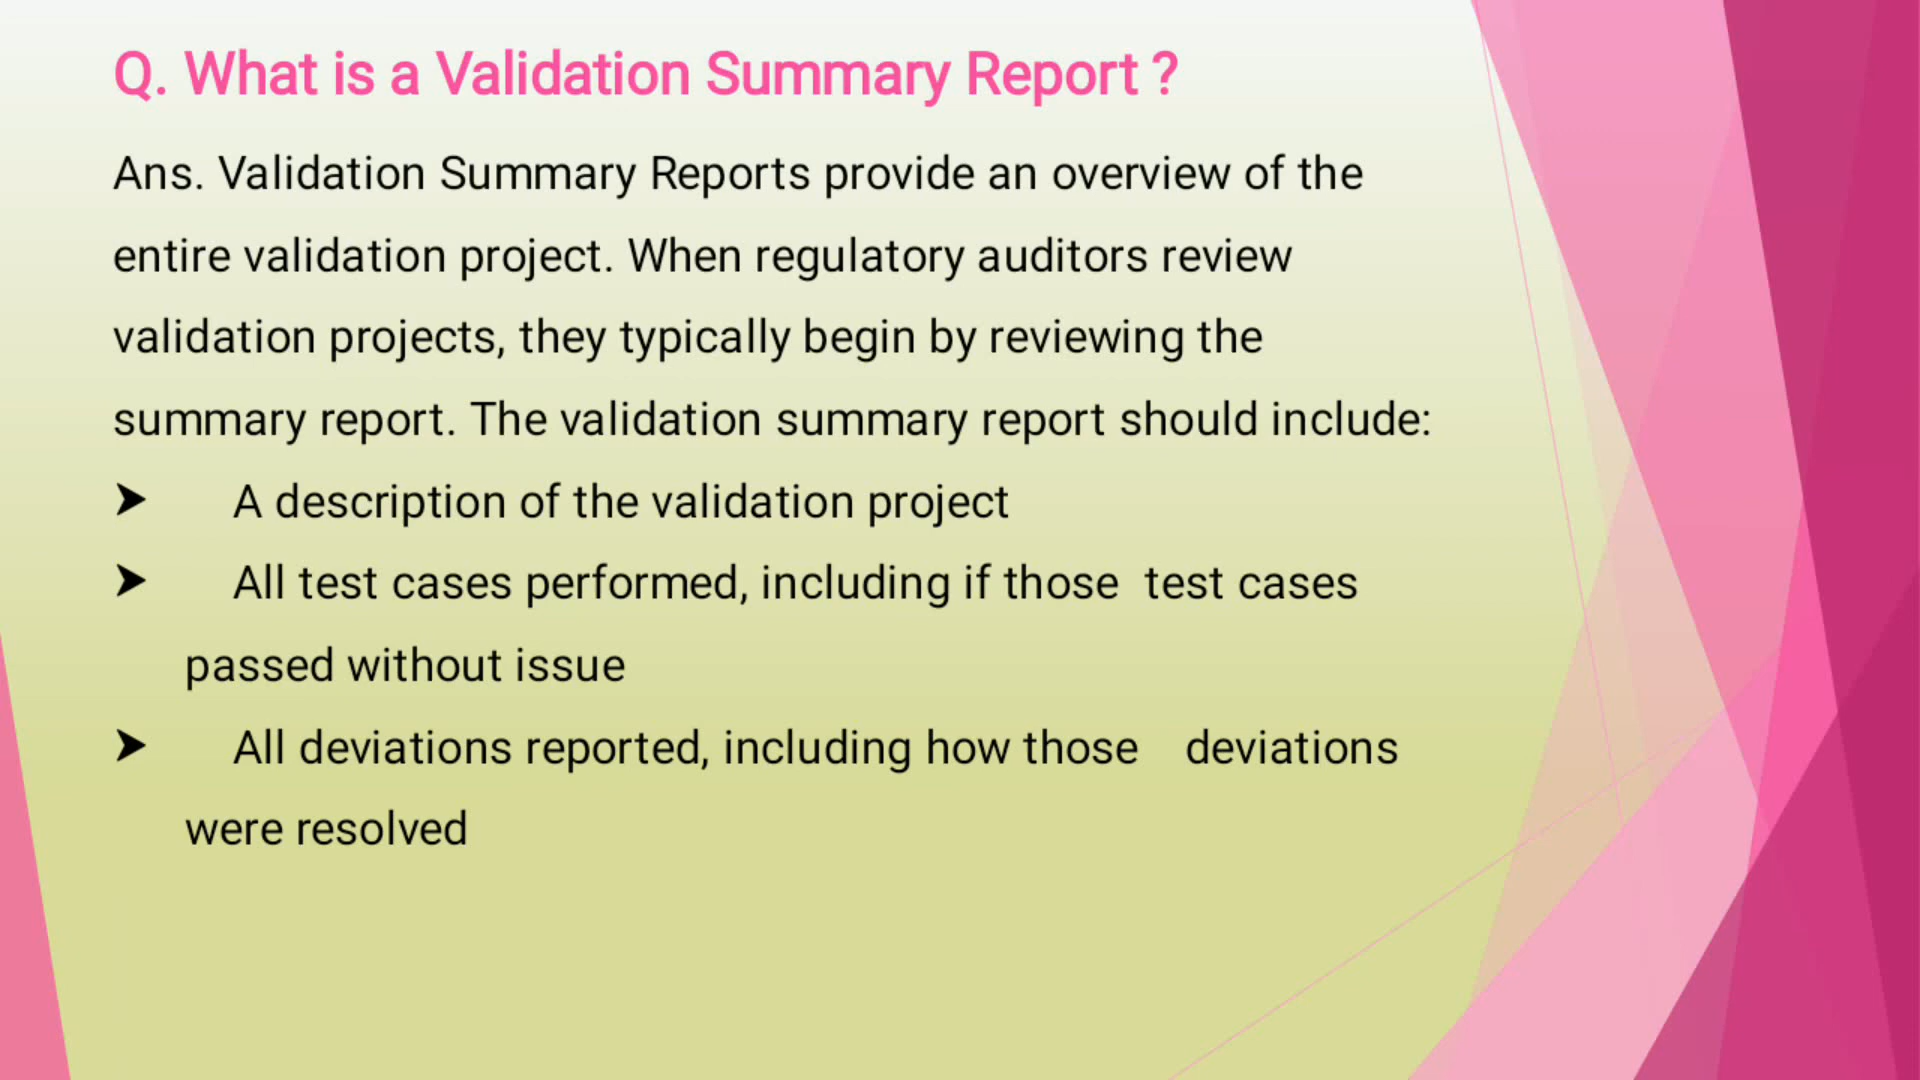 Q. What is a Validation Summary Report ?
Ans. Validation Summary Reports provide an overview of the
entire validation project. When regulatory auditors review
validation projects, they typically begin by reviewing the
summary report. The validation summary report should include:
➤ A description of the validation project
➤ All test cases performed, including if those test cases
passed without issue
➤ All deviations reported, including how those deviations
were resolved